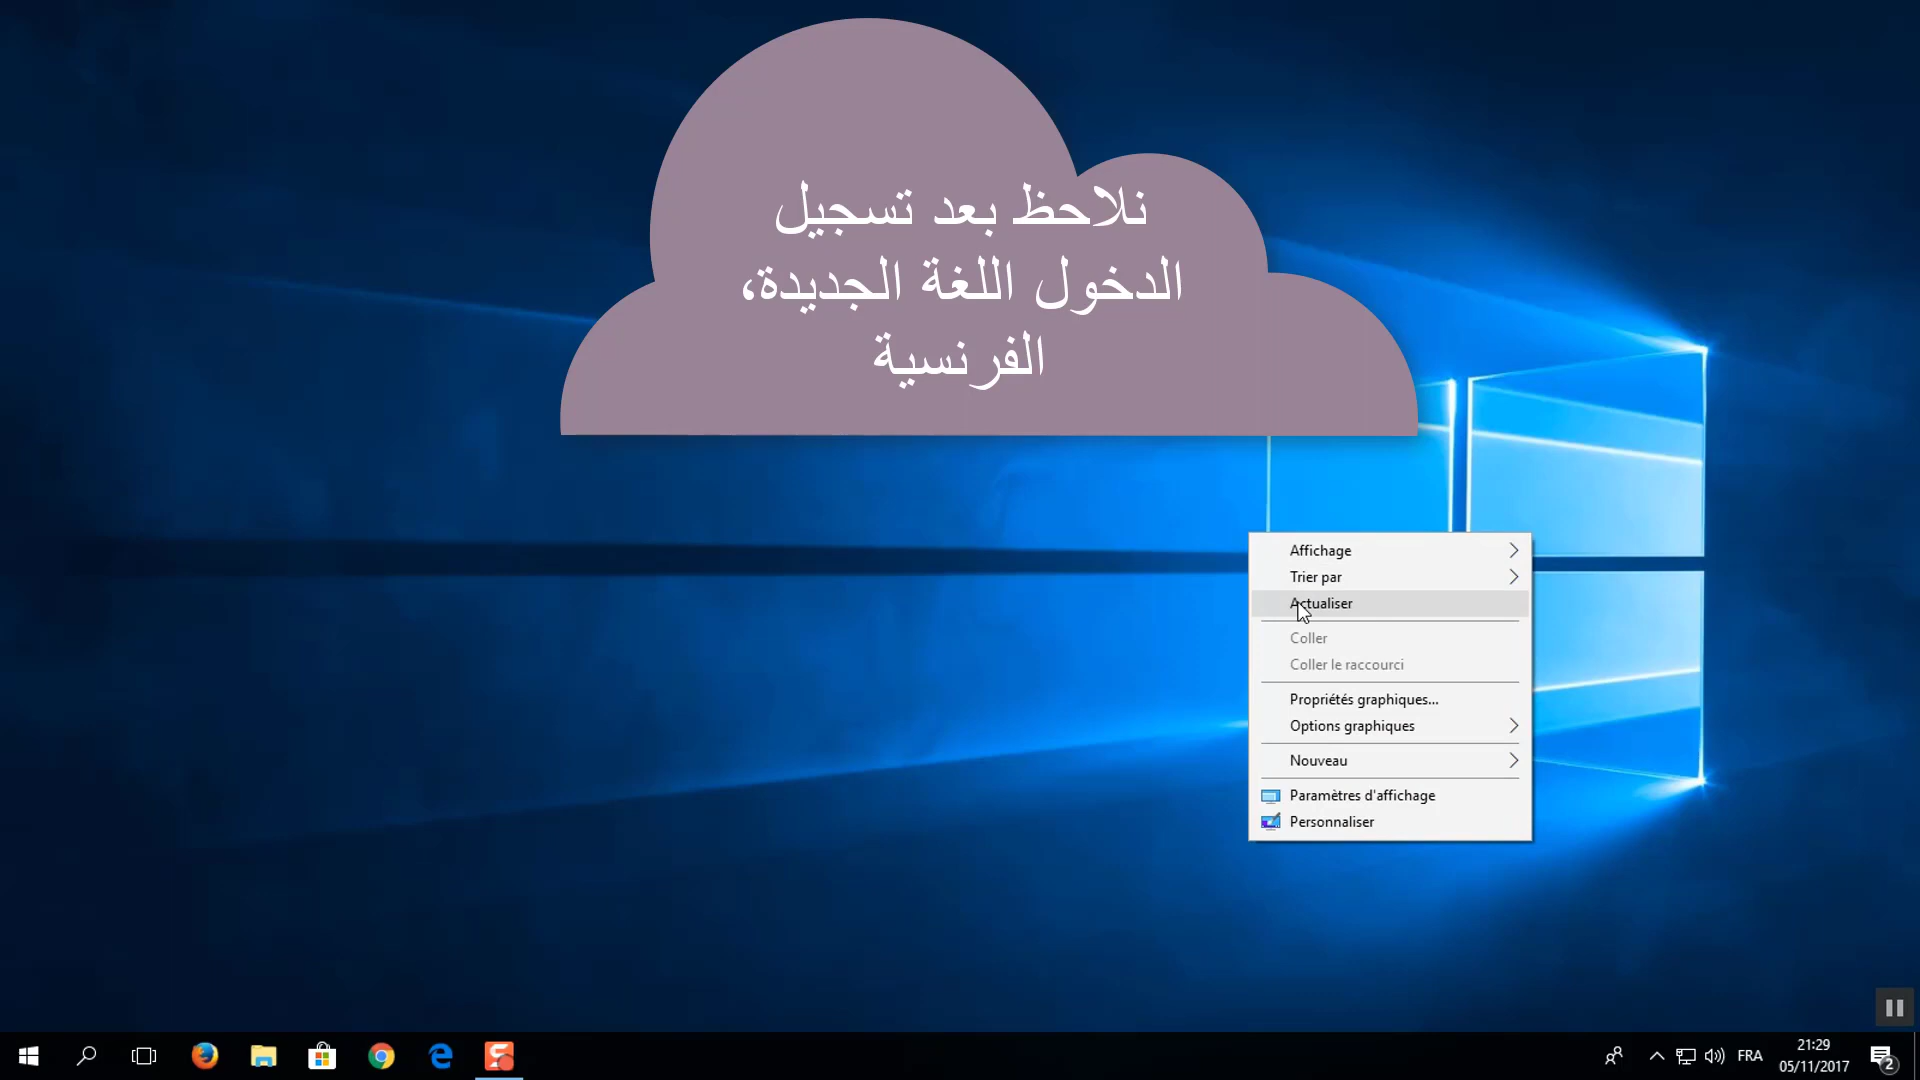 نلاحظ بعد تسجيل
الدخول اللغة الجديدة،
الفرنسية
Affichage
Trier par
Actualiser
Coller
Coller le raccourci
Propriétés graphiques...
Options graphiques
Nouveau
Paramètres d'affichage
Personnaliser
FRA
21:29
05/11/2017
2